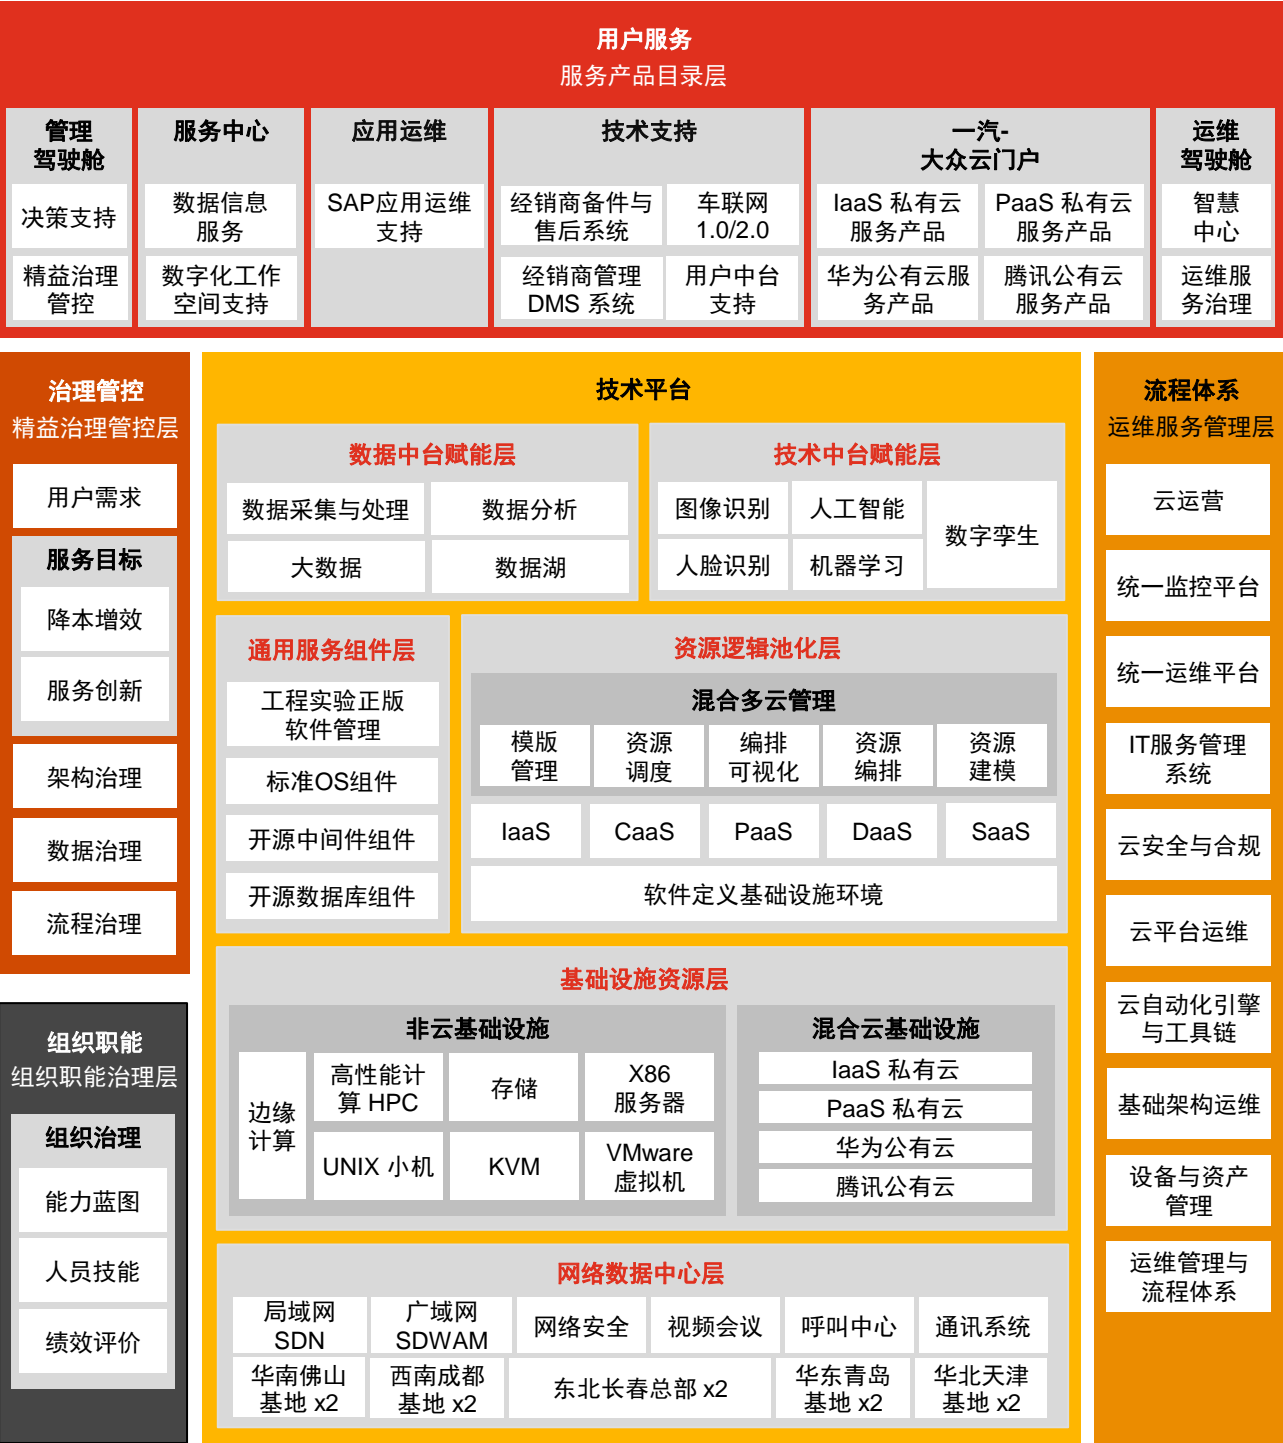 用户服务
服务产品目录层
管理
驾驶舱
决策支持
精益治理
管控
服务中心
数据信息
服务
数字化工作
空间支持
应用运维
SAP应用运维
支持
技术支持
经销商备件与
售后系统
车联网
1.0/2.0
经销商管理
DMS 系统
用户中台
支持
一汽-
大众云门户
IaaS 私有云
服务产品
PaaS 私有云
服务产品
华为公有云服
务产品
腾讯公有云
服务产品
运维
驾驶舱
智慧
中心
运维服
务治理
治理管控
精益治理管控层
用户需求
服务目标
降本增效
服务创新
架构治理
数据治理
流程治理
组织职能
组织职能治理层
组织治理
能力蓝图
人员技能
绩效评价
技术平台
数据中台赋能层
数据采集与处理
数据分析
大数据
数据湖
技术中台赋能层
图像识别
人工智能
数字孪生
人脸识别
机器学习
通用服务组件层
工程实验正版
软件管理
标准OS组件
开源中间件组件
开源数据库组件
资源逻辑池化层
混合多云管理
模版
管理
资源
调度
编排
可视化
资源
编排
资源
建模
IaaS
CaaS
PaaS
DaaS
SaaS
软件定义基础设施环境
基础设施资源层
非云基础设施
边缘
计算
高性能计
算 HPC
存储
X86
服务器
UNIX 小机
KVM
VMware
虚拟机
混合云基础设施
IaaS 私有云
PaaS 私有云
华为公有云
腾讯公有云
网络数据中心层
局域网
SDN
广域网
SDWAM
网络安全
视频会议
呼叫中心
通讯系统
华南佛山
基地 x2
西南成都
基地 x2
东北长春总部 x2
华东青岛
基地 x2
华北天津
基地 x2
流程体系
运维服务管理层
云运营
统一监控平台
统一运维平台
IT服务管理
系统
云安全与合规
云平台运维
云自动化引擎
与工具链
基础架构运维
设备与资产
管理
运维管理与
流程体系